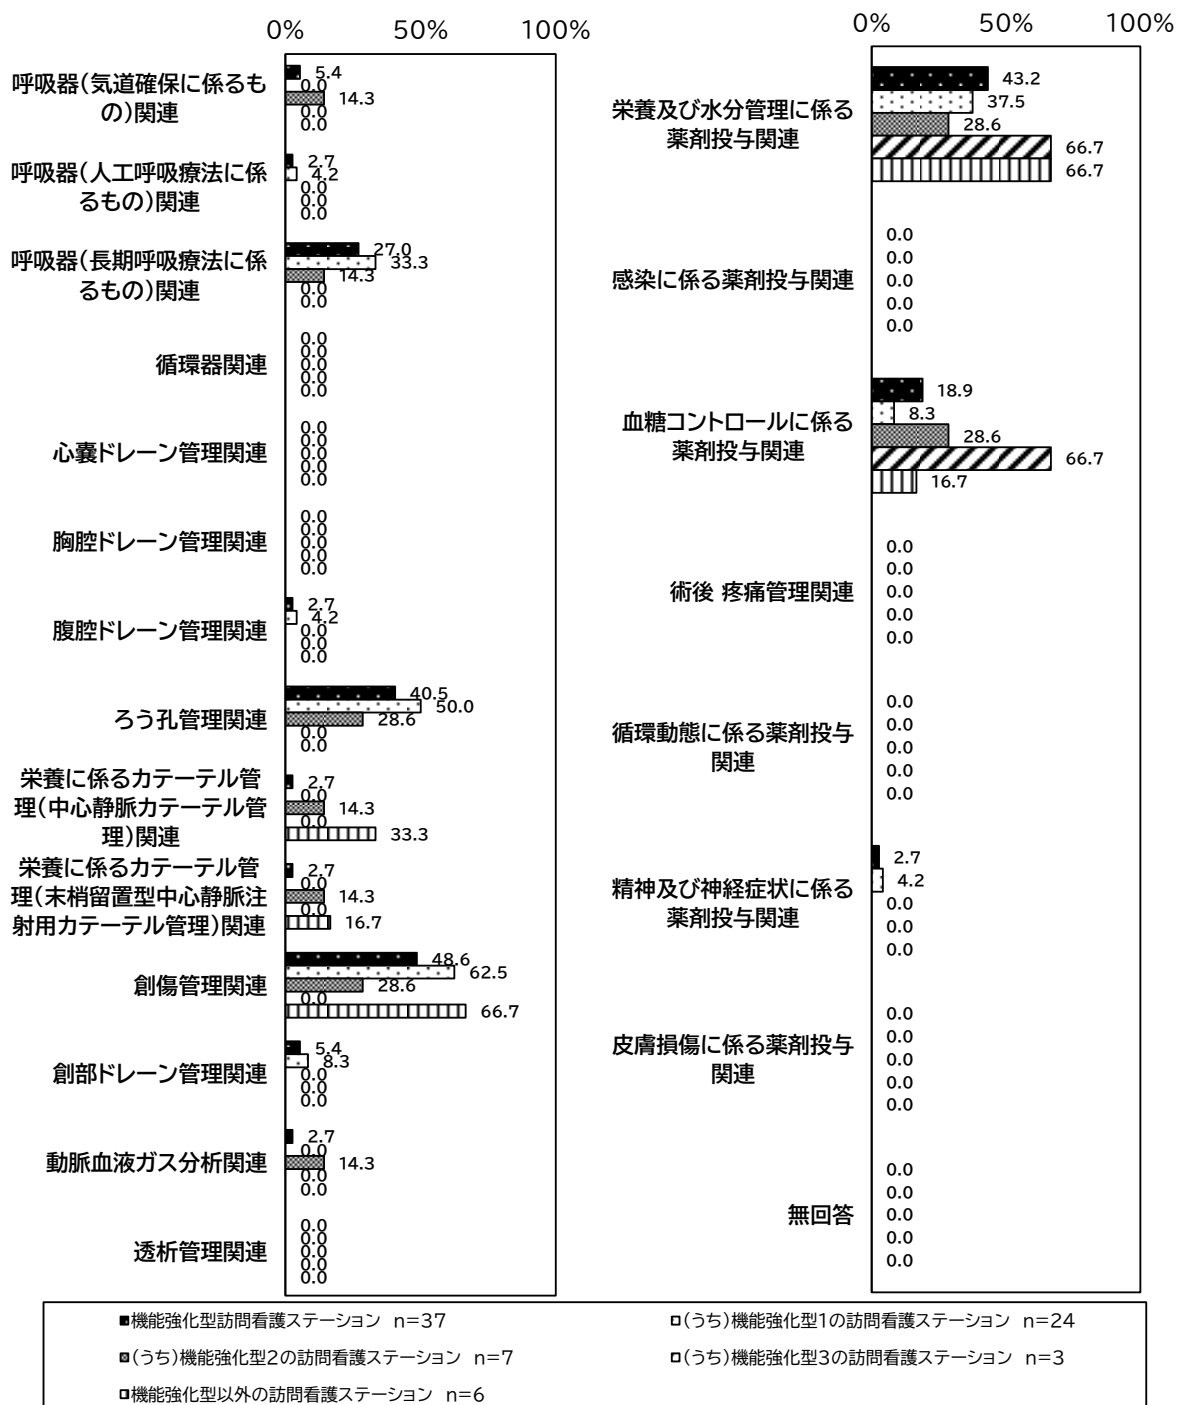 0% 50% 100%
呼吸器(気道確保に係るも
の)関連
5.4
0.0
14.3
0.0
0.0
呼吸器(人工呼吸療法に係
るもの)関連
2.7
4.2
0.0
0.0
0.0
呼吸器(長期呼吸療法に係
るもの)関連
27.0
33.3
14.3
0.0
0.0
循環器関連
0.0
0.0
0.0
0.0
0.0
心嚢ドレーン管理関連
0.0
0.0
0.0
0.0
0.0
胸腔ドレーン管理関連
0.0
0.0
0.0
0.0
0.0
腹腔ドレーン管理関連
2.7
4.2
0.0
0.0
0.0
ろう孔管理関連
40.5
50.0
28.6
0.0
0.0
栄養に係るカテーテル管
理(中心静脈カテーテル管
理)関連
2.7
0.0
14.3
0.0
33.3
栄養に係るカテーテル管
理(末梢留置型中心静脈注
射用カテーテル管理)関連
2.7
0.0
14.3
0.0
16.7
創傷管理関連
48.6
62.5
28.6
0.0
66.7
創部ドレーン管理関連
5.4
8.3
0.0
0.0
0.0
動脈血液ガス分析関連
2.7
0.0
14.3
0.0
0.0
透析管理関連
0.0
0.0
0.0
0.0
0.0
0% 50% 100%
栄養及び水分管理に係る
薬剤投与関連
43.2
37.5
28.6
66.7
66.7
感染に係る薬剤投与関連
0.0
0.0
0.0
0.0
0.0
血糖コントロールに係る
薬剤投与関連
18.9
8.3
28.6
66.7
16.7
術後 疼痛管理関連
0.0
0.0
0.0
0.0
0.0
循環動態に係る薬剤投与
関連
0.0
0.0
0.0
0.0
0.0
精神及び神経症状に係る
薬剤投与関連
2.7
4.2
0.0
0.0
0.0
皮膚損傷に係る薬剤投与
関連
0.0
0.0
0.0
0.0
0.0
無回答
0.0
0.0
0.0
0.0
0.0
機能強化型訪問看護ステーション n=37
(うち)機能強化型1の訪問看護ステーション n=24
(うち)機能強化型2の訪問看護ステーション n=7
(うち)機能強化型3の訪問看護ステーション n=3
機能強化型以外の訪問看護ステーション n=6